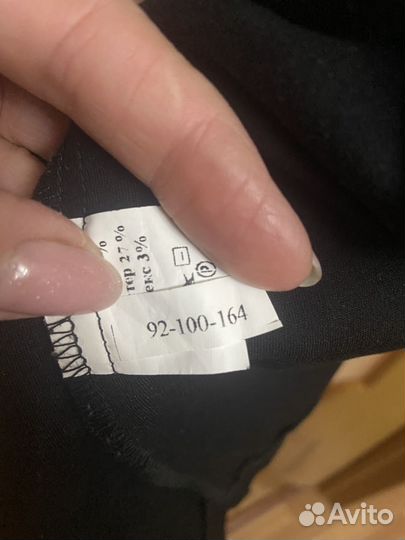 %
тер 27%
екс 3%
P
92-100-164
Avito